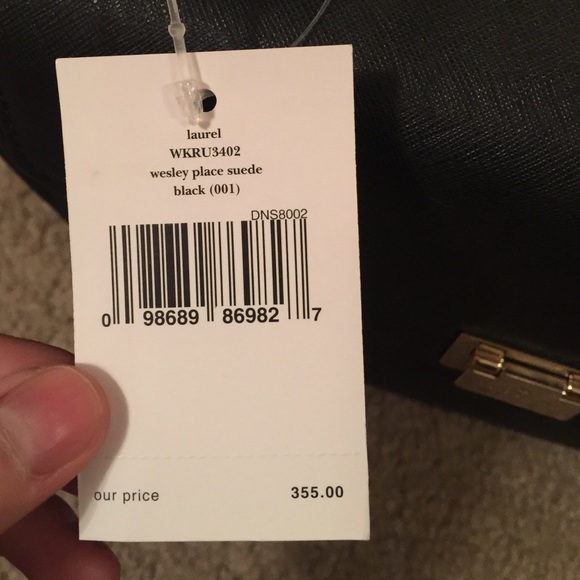 laurel
WKRU3402
wesley place suede
black (001)
DNS8002
0 98689 86982 7
our price 355.00